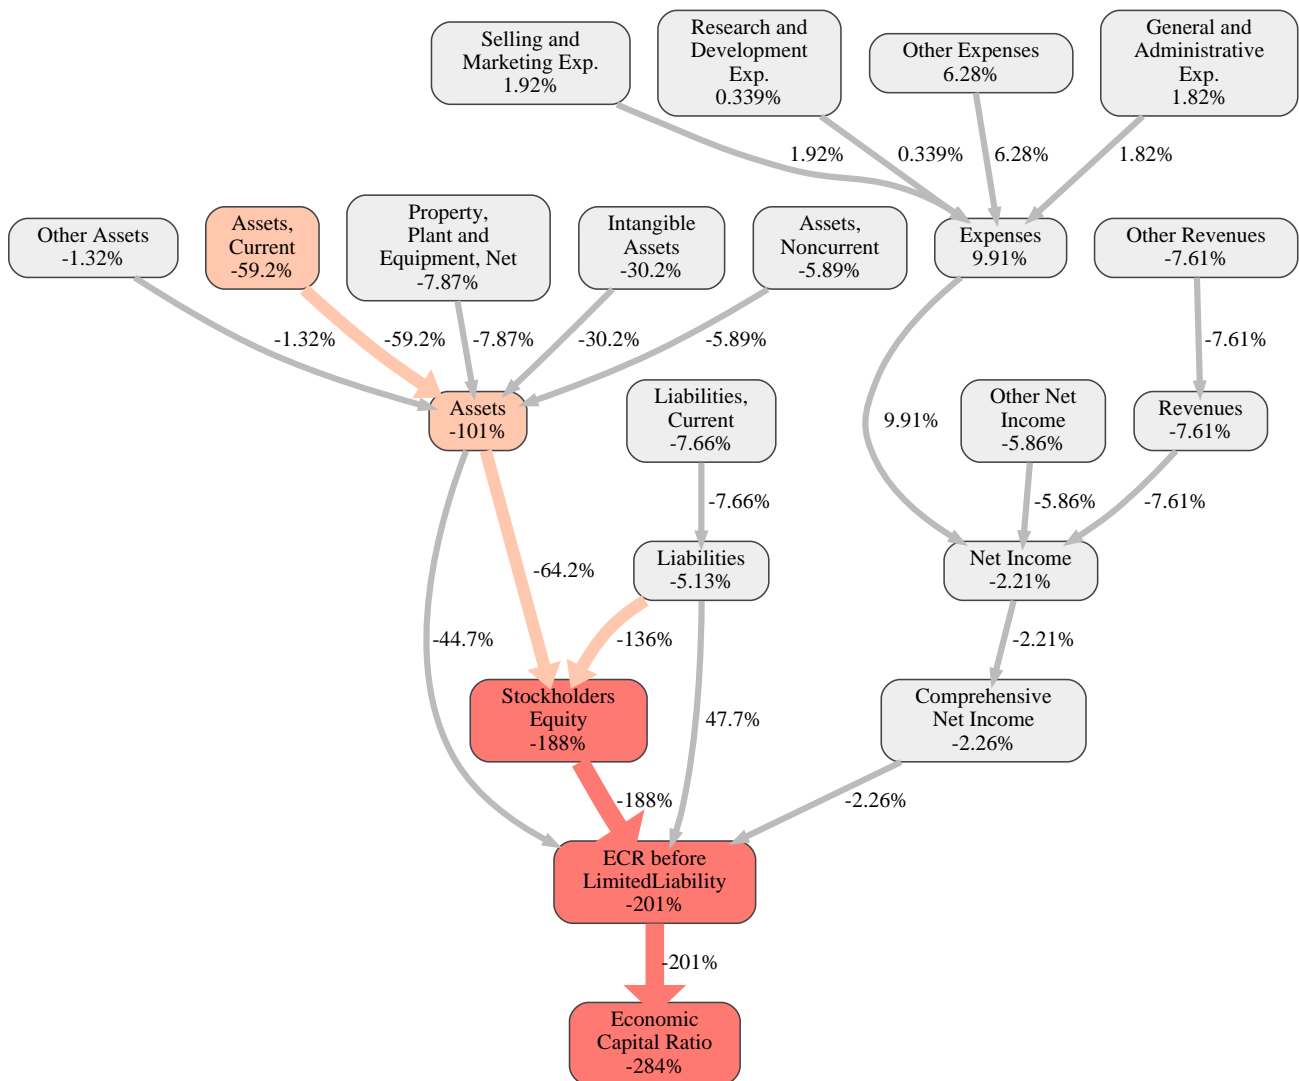 Selling and
Marketing Exp.
1.92%
Research and
Development
Exp.
0.339%
Other Expenses
6.28%
General and
Administrative
Exp.
1.82%
1.92%
0.339%
6.28%
1.82%
Other Assets
-1.32%
Assets,
Current
-59.2%
Property,
Plant and
Equipment, Net
-7.87%
Intangible
Assets
-30.2%
Assets,
Noncurrent
-5.89%
Expenses
9.91%
Other Revenues
-7.61%
-1.32%
-59.2%
-7.87%
-30.2%
-5.89%
-7.61%
Assets
-101%
Liabilities,
Current
-7.66%
9.91%
Other Net
Income
-5.86%
Revenues
-7.61%
-7.66%
-5.86%
-7.61%
-64.2%
Liabilities
-5.13%
Net Income
-2.21%
-44.7%
-136%
-2.21%
Stockholders
Equity
-188%
47.7%
Comprehensive
Net Income
-2.26%
-188%
-2.26%
ECR before
LimitedLiability
-201%
-201%
Economic
Capital Ratio
-284%